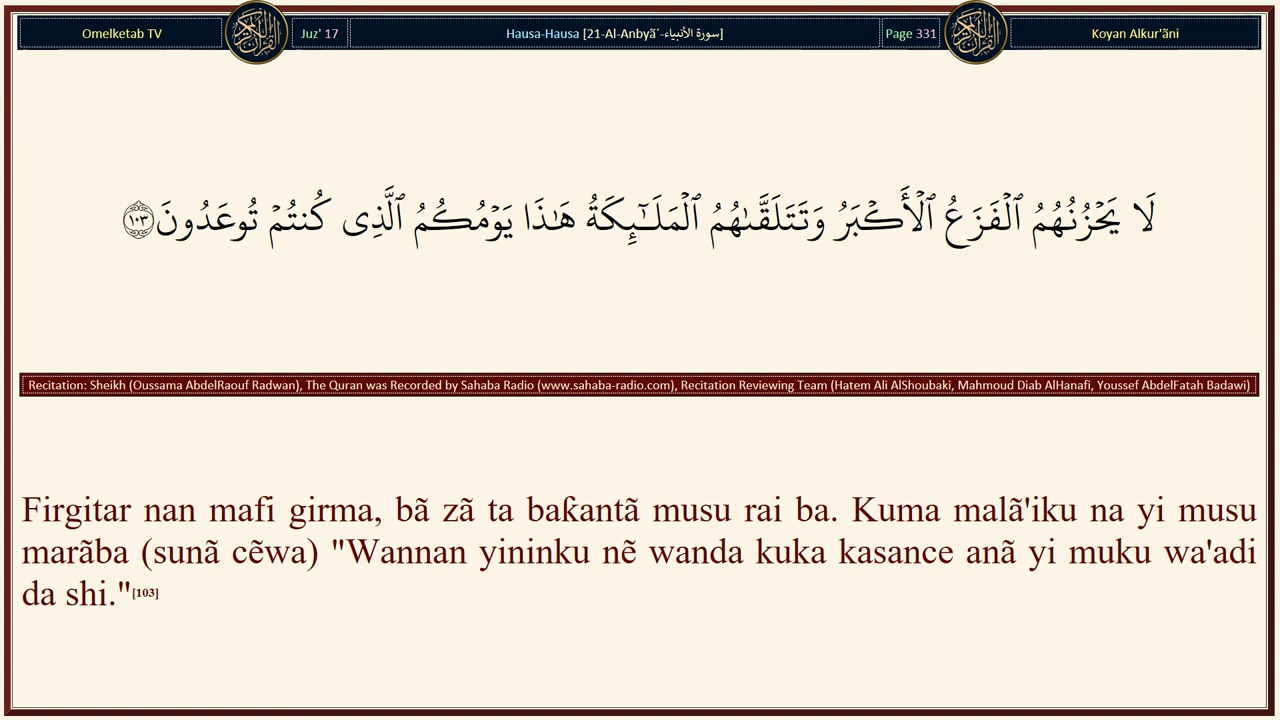 Omelketab TV
Juz' 17
Hausa-Hausa [21-Al-Anbyã´-سورة الأنبياء]
Page 331
Koyan Alkur'ãni
لَا يَحۡزُنُهُمُ ٱلۡفَزَعُ ٱلۡأَكۡبَرُ وَتَتَلَقَّىٰهُمُ ٱلۡمَلَـٰٓئِكَةُ هَـٰذَا يَوۡمُكُمُ ٱلَّذِی كُنتُمۡ تُوعَدُونَ ١٠٣
Recitation: Sheikh (Oussama AbdelRaouf Radwan), The Quran was Recorded by Sahaba Radio (www.sahaba-radio.com), Recitation Reviewing Team (Hatem Ali AlShoubaki, Mahmoud Diab AlHanafi, Youssef AbdelFatah Badawi)
Firgitar nan mafi girma, bã zã ta baƙantã musu rai ba. Kuma malã'iku na yi musu
marãba (sunã cẽwa) "Wannan yininku nẽ wanda kuka kasance anã yi muku wa'adi
da shi."[103]